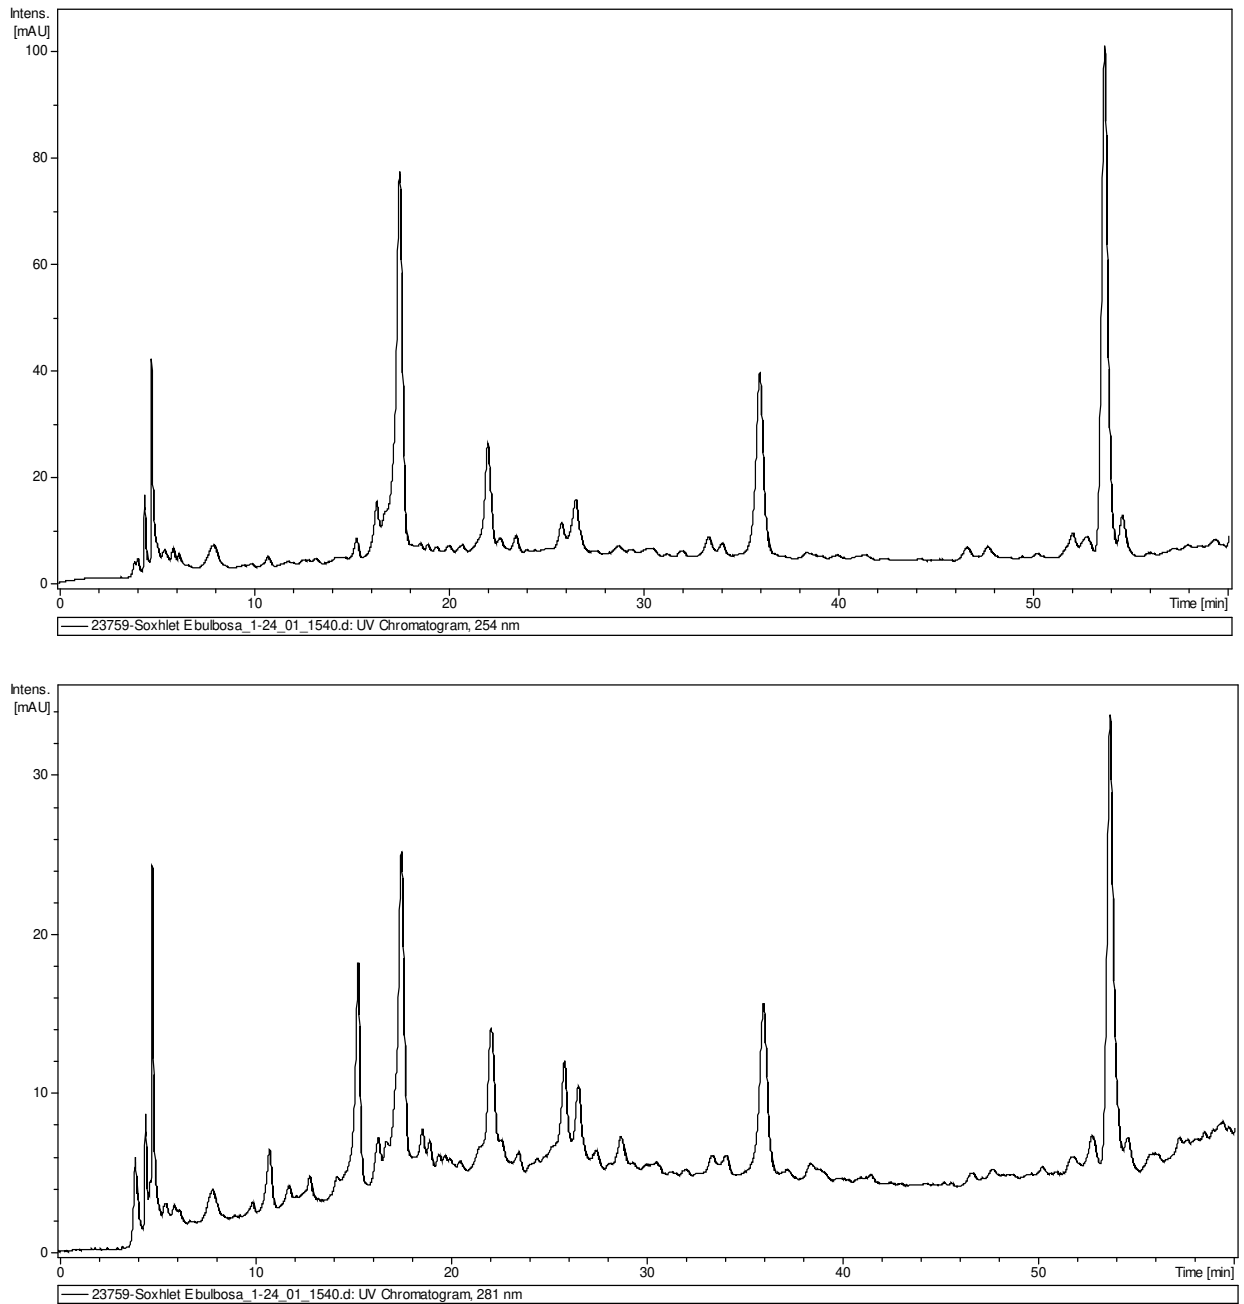 Intens.
[mAU]
100
80
60
40
20
0
0 10 20 30 40 50 Time [min]
23759-Soxhlet E bulbosa_1-24_01_1540.d: UV Chromatogram, 254 nm
Intens.
[mAU]
30
20
10
0
0 10 20 30 40 50 Time [min]
23759-Soxhlet E bulbosa_1-24_01_1540.d: UV Chromatogram, 281 nm